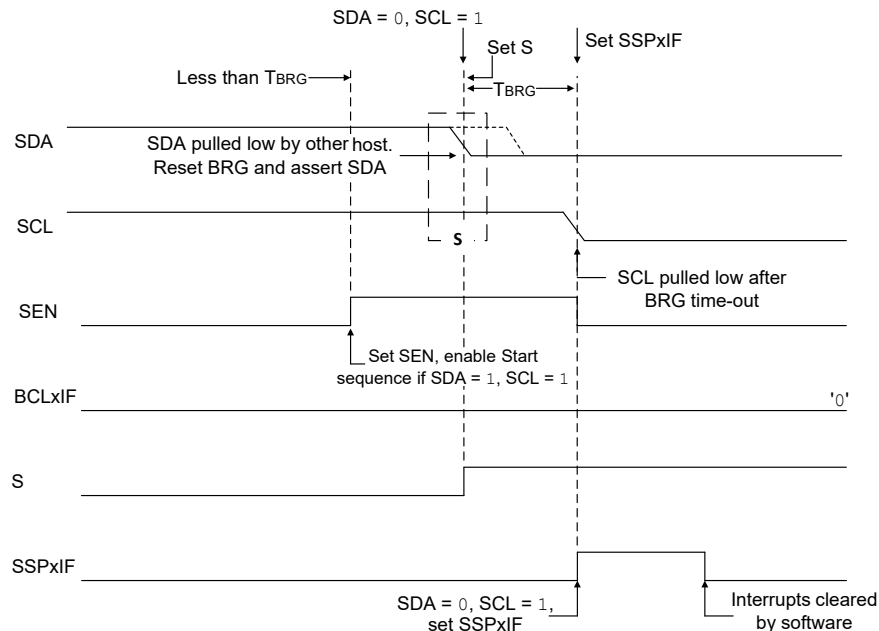 SDA = 0, SCL = 1
Set S
Set SSPxIF
Less than TBRG
TBRG
SDA
SDA pulled low by other host.
Reset BRG and assert SDA
SCL
S
SCL pulled low after
BRG time-out
SEN
Set SEN, enable Start
sequence if SDA = 1, SCL = 1
BCLxIF
'0'
S
SSPxIF
SDA = 0, SCL = 1,
set SSPxIF
Interrupts cleared
by software